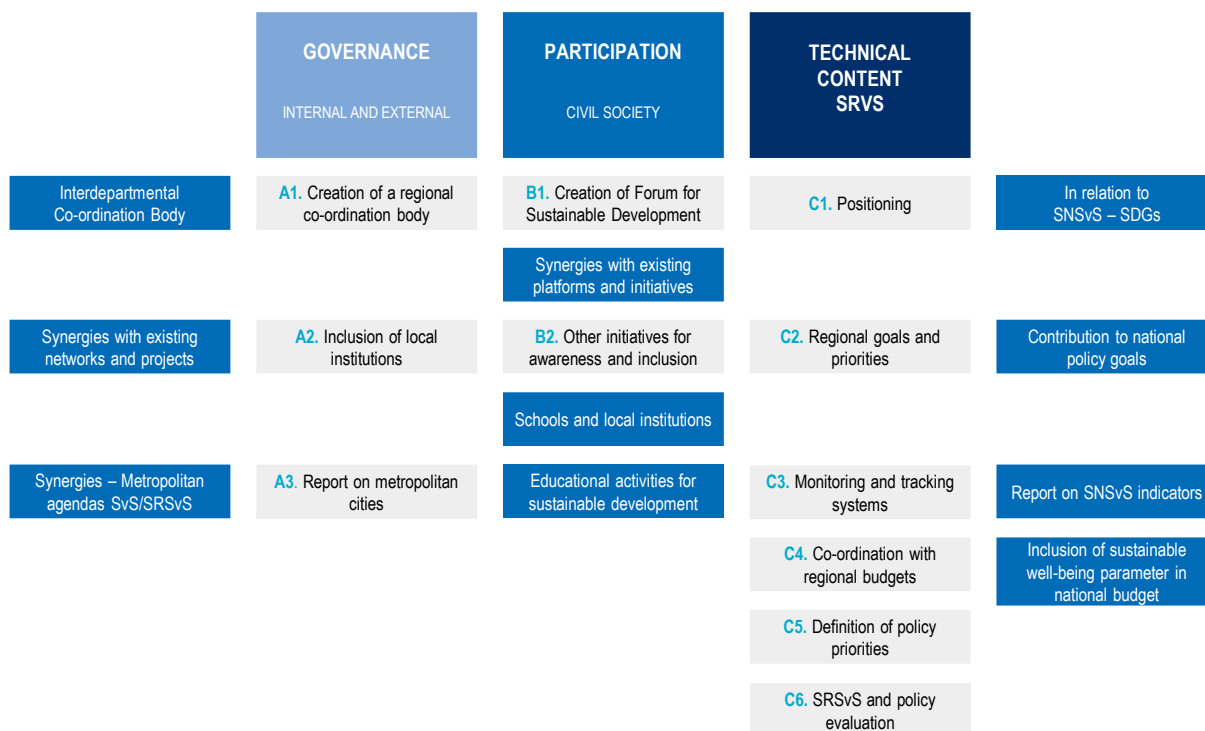 GOVERNANCE
INTERNAL AND EXTERNAL
PARTICIPATION
CIVIL SOCIETY
TECHNICAL
CONTENT
SRVS
Interdepartmental
Co-ordination Body
A1. Creation of a regional
co-ordination body
B1. Creation of Forum for
Sustainable Development
C1. Positioning
In relation to
SNSvS – SDGs
Synergies with existing
platforms and initiatives
Synergies with existing
networks and projects
A2. Inclusion of local
institutions
B2. Other initiatives for
awareness and inclusion
C2. Regional goals and
priorities
Contribution to national
policy goals
Schools and local institutions
Synergies – Metropolitan
agendas SvS/SRSvS
A3. Report on metropolitan
cities
Educational activities for
sustainable development
C3. Monitoring and tracking
systems
Report on SNSvS indicators
C4. Co-ordination with
regional budgets
Inclusion of sustainable
well-being parameter in
national budget
C5. Definition of policy
priorities
C6. SRSvS and policy
evaluation